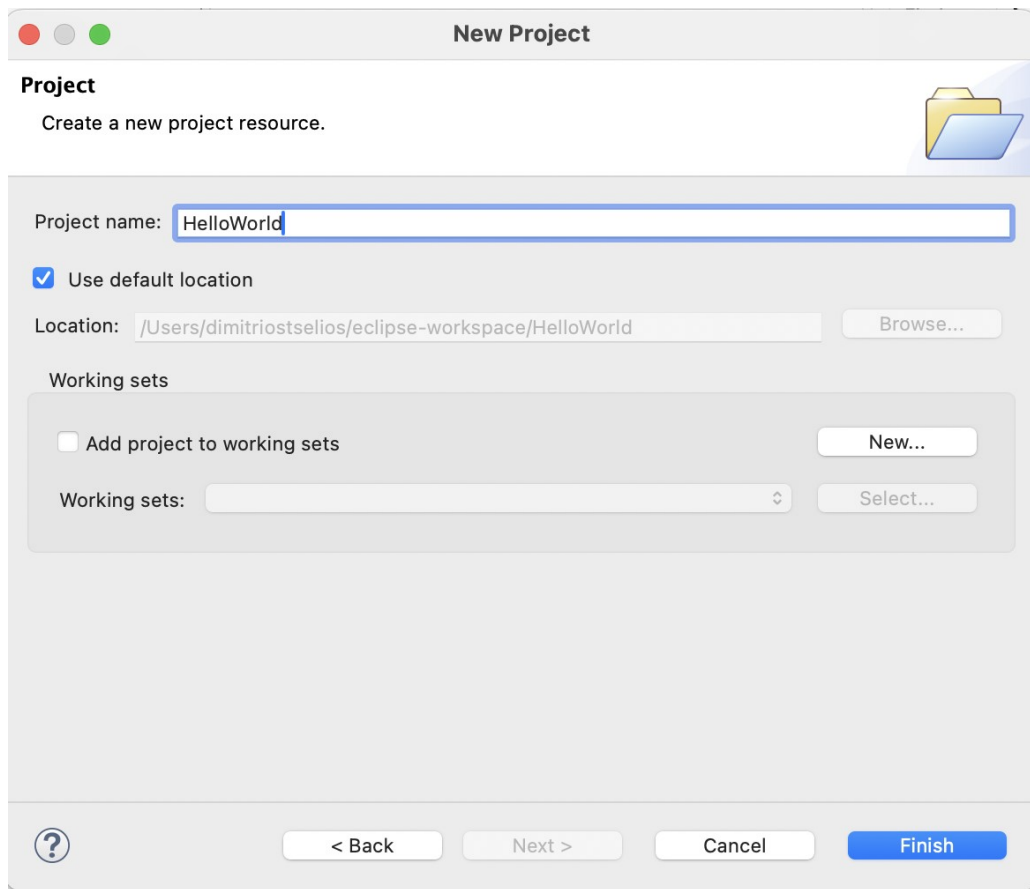 New Project
Project
Create a new project resource.
Project name: HelloWorld
Use default location
Location: /Users/dimitriostselios/eclipse-workspace/HelloWorld Browse...
Working sets
Add project to working sets New...
Working sets: Select...
? < Back Next > Cancel Finish